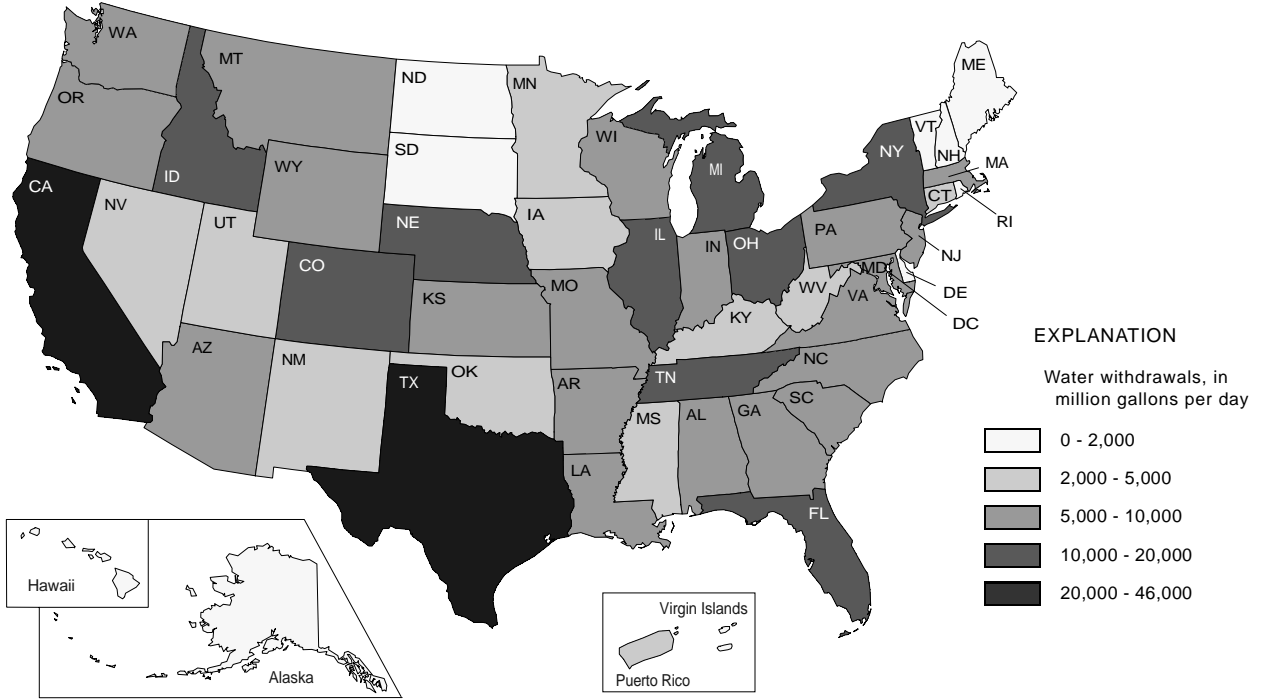 WA
MT
ND
MN
ME
OR
VT
WI
SD
NH
NY
MA
WY
MI
ID
CA
CT
NV
IA
RI
UT
NE
PA
IL
IN
OH
NJ
CO
MD
MO
WV
DE
KS
VA
KY
DC
AZ
NC
NM
OK
TN
TX
AR
SC
MS
AL
GA
LA
FL
EXPLANATION
Water withdrawals, in
million gallons per day
0 - 2,000
2,000 - 5,000
5,000 - 10,000
10,000 - 20,000
20,000 - 46,000
Hawaii
Alaska
Virgin Islands
Puerto Rico